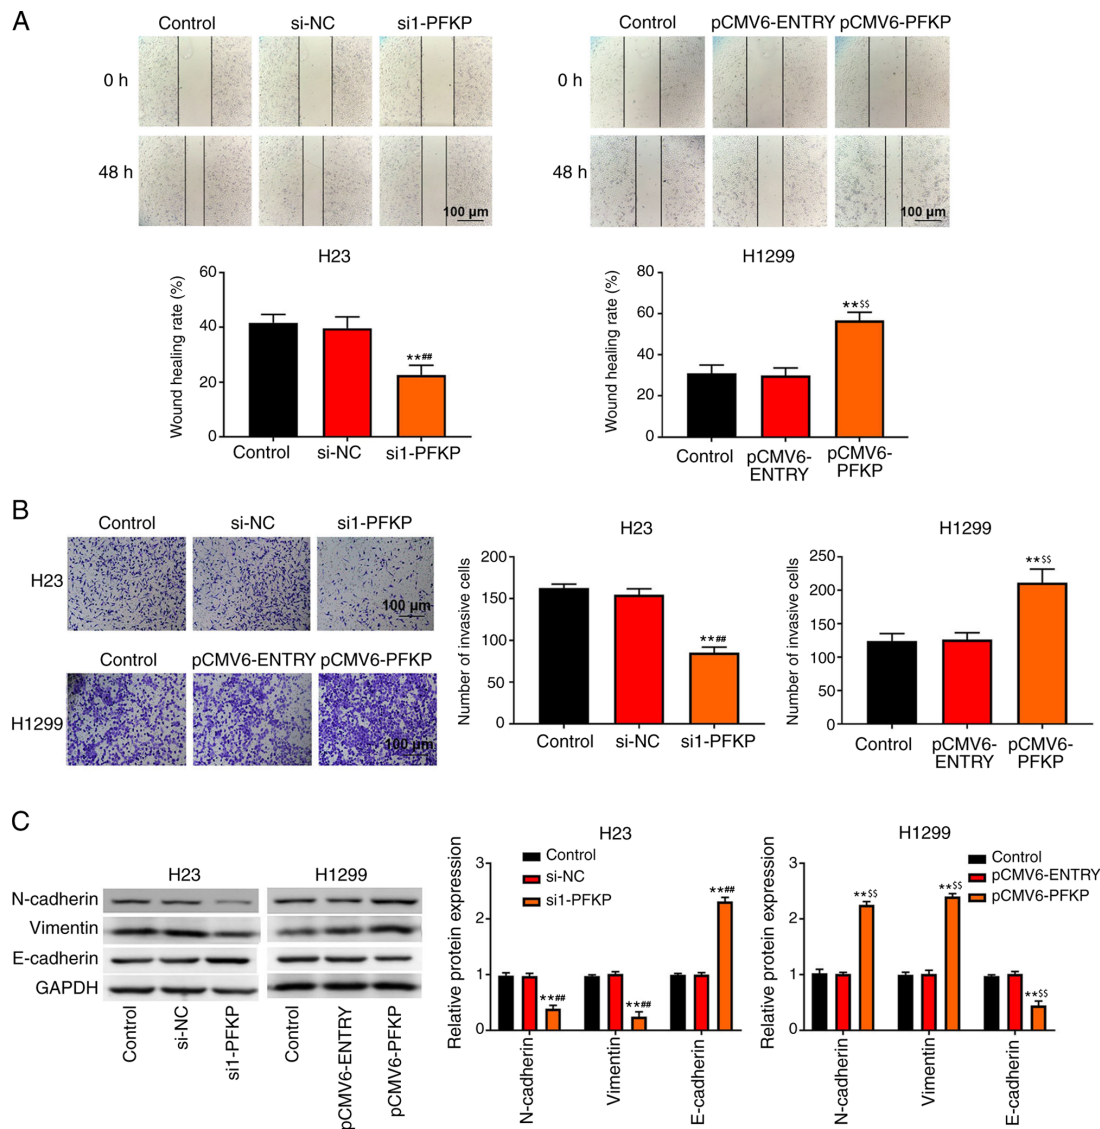 A
Control si-NC si1-PFKP
Control pCMV6-ENTRY pCMV6-PFKP
0 h
0 h
48 h
48 h
100 µm
100 µm
H23
Wound healing rate (%)
60
40
20
0
**##
Control si-NC si1-PFKP
H1299
Wound healing rate (%)
80
60
40
20
0
**$$
Control pCMV6-ENTRY pCMV6-PFKP
B
Control si-NC si1-PFKP
H23
100 µm
Control pCMV6-ENTRY pCMV6-PFKP
H1299
100 µm
H23
Number of invasive cells
200
150
100
50
0
**##
Control si-NC si1-PFKP
H1299
Number of invasive cells
250
200
150
100
50
0
**$$
Control pCMV6-ENTRY pCMV6-PFKP
C
H23 H1299
N-cadherin
Vimentin
E-cadherin
GAPDH
Control
si-NC
si1-PFKP
Control
pCMV6-ENTRY
pCMV6-PFKP
H23
Relative protein expression
3
2
1
0
Control
si-NC
si1-PFKP
**##
**##
**##
N-cadherin
Vimentin
E-cadherin
H1299
Relative protein expression
3
2
1
0
Control
pCMV6-ENTRY
pCMV6-PFKP
**$$
**$$
**$$
N-cadherin
Vimentin
E-cadherin